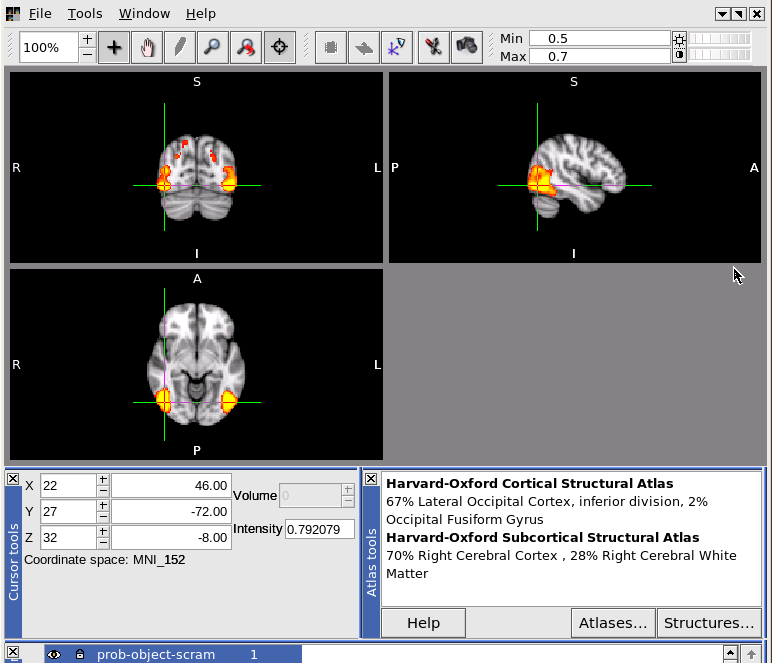 File Tools Window Help
100%
Min 0.5
Max 0.7
S
R L
I
S
P A
I
A
R L
P
Cursor tools
X 22 46.00
Y 27 -72.00
Z 32 -8.00
Coordinate space: MNI_152
Volume 0
Intensity 0.792079
Atlas tools
Harvard-Oxford Cortical Structural Atlas
67% Lateral Occipital Cortex, inferior division, 2%
Occipital Fusiform Gyrus
Harvard-Oxford Subcortical Structural Atlas
70% Right Cerebral Cortex , 28% Right Cerebral White
Matter
Help Atlases... Structures...
prob-object-scram 1